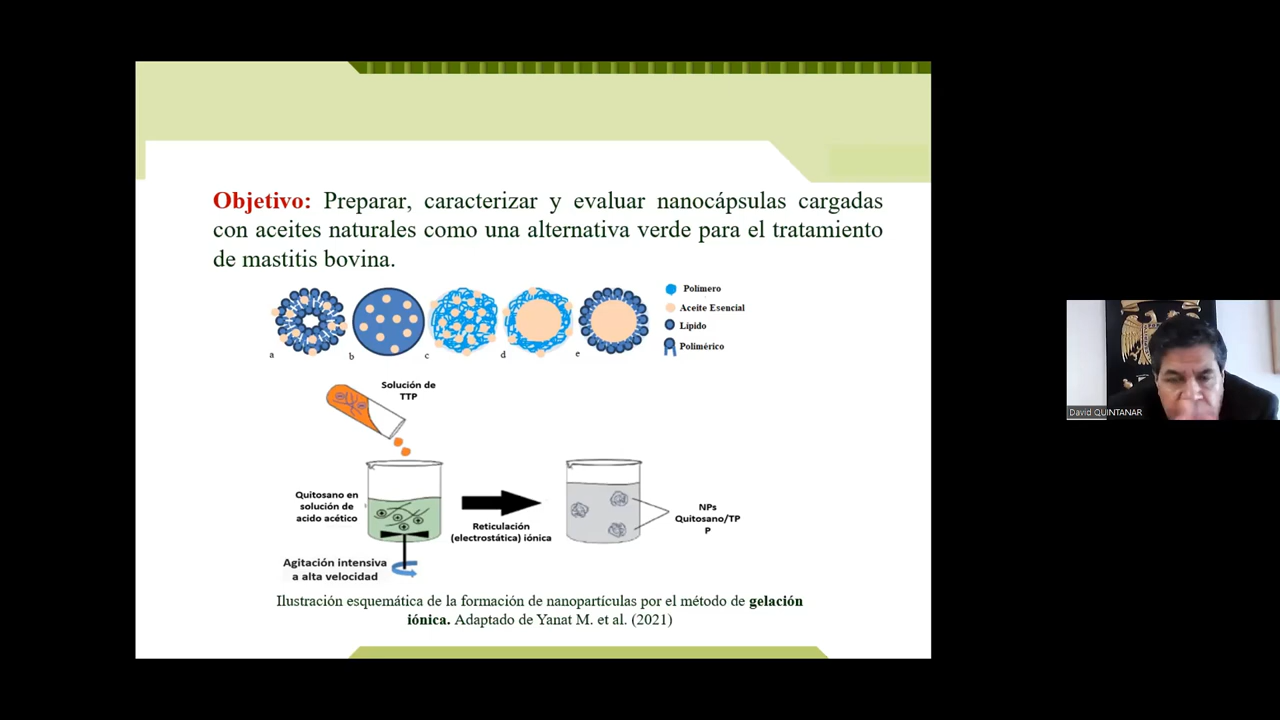 Objetivo: Preparar, caracterizar y evaluar nanocápsulas cargadas
con aceites naturales como una alternativa verde para el tratamiento
de mastitis bovina.
a
b
c
d
e
Polímero
Aceite Esencial
Lípido
Polimérico
Solución de
TTP
Quitosano en
solución de
acido acético
Agitación intensiva
a alta velocidad
Reticulación
(electrostática) iónica
NPs
Quitosano/TP
P
Ilustración esquemática de la formación de nanopartículas por el método de gelación
iónica. Adaptado de Yanat M. et al. (2021)
David QUINTANAR